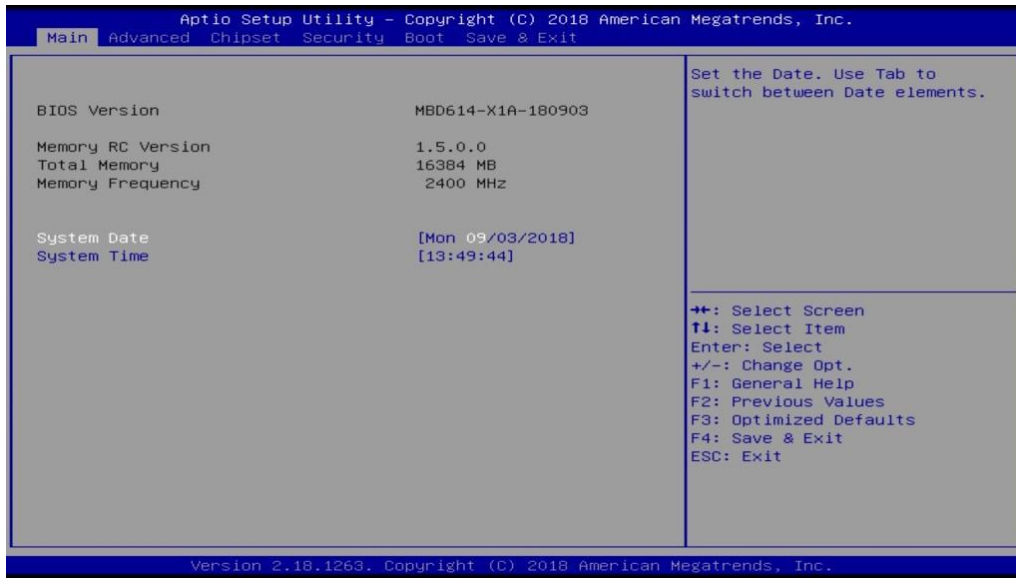 Aptio Setup Utility – Copyright (C) 2018 American Megatrends, Inc.
Main Advanced Chipset Security Boot Save & Exit
BIOS Version MBD614-X1A-180903
Memory RC Version 1.5.0.0
Total Memory 16384 MB
Memory Frequency 2400 MHz
System Date [Mon 09/03/2018]
System Time [13:49:44]
Set the Date. Use Tab to
switch between Date elements.
→←: Select Screen
↑↓: Select Item
Enter: Select
+/-: Change Opt.
F1: General Help
F2: Previous Values
F3: Optimized Defaults
F4: Save & Exit
ESC: Exit
Version 2.18.1263. Copyright (C) 2018 American Megatrends, Inc.